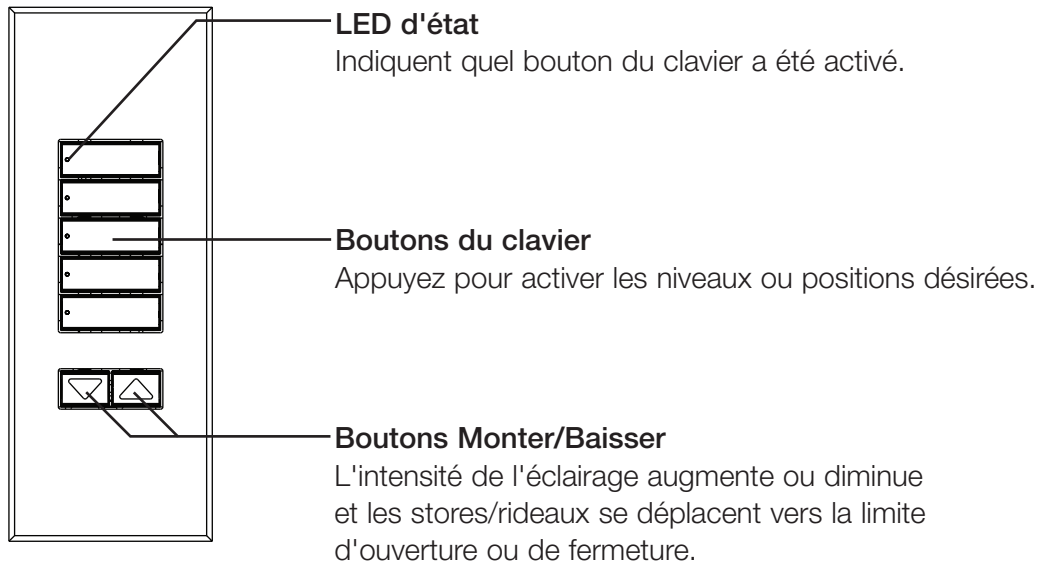 LED d'état
Indiquent quel bouton du clavier a été activé.
Boutons du clavier
Appuyez pour activer les niveaux ou positions désirées.
Boutons Monter/Baisser
L'intensité de l'éclairage augmente ou diminue
et les stores/rideaux se déplacent vers la limite
d'ouverture ou de fermeture.